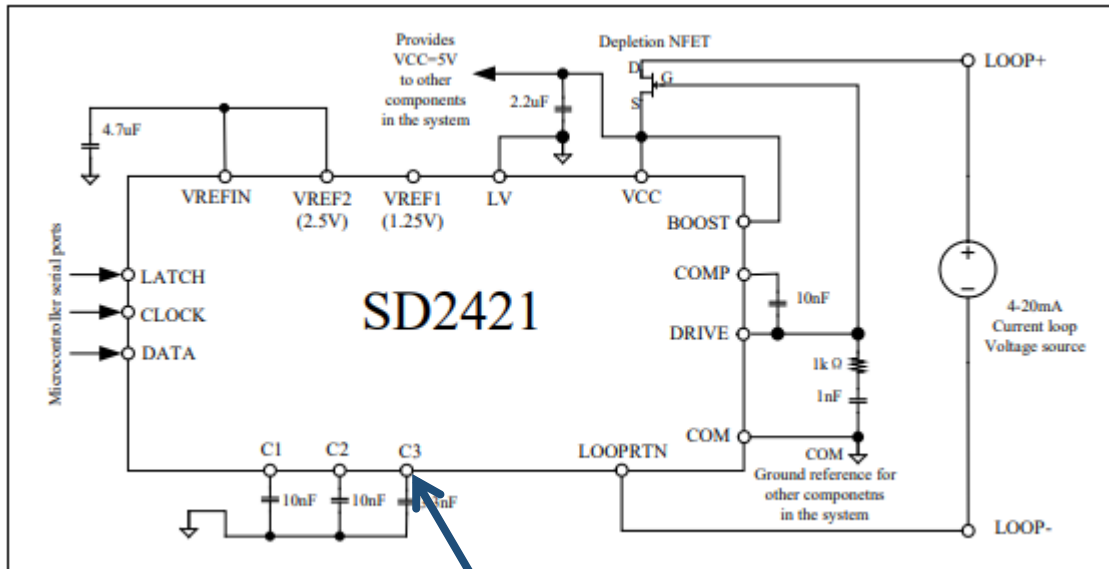 Provides
VCC=5V
to other
components
in the system
Depletion NFET
D
G
S
LOOP+
2.2uF
4.7uF
VREFIN
VREF2
(2.5V)
VREF1
(1.25V)
LV
VCC
BOOST
COMP
10nF
DRIVE
Microcontroller serial ports
LATCH
CLOCK
DATA
SD2421
+
−
4-20mA
Current loop
Voltage source
1kΩ
1nF
COM
C1
C2
C3
LOOPRTN
COM
Ground reference for
other componetns
in the system
10nF
10nF
LOOP-